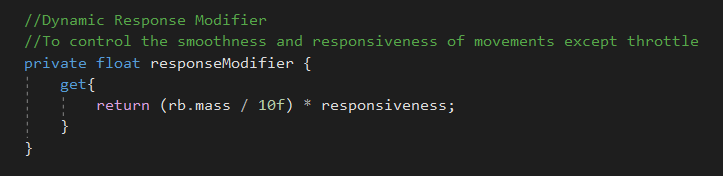 //Dynamic Response Modifier
//To control the smoothness and responsiveness of movements except throttle
private float responseModifier {
get{
return (rb.mass / 10f) * responsiveness;
}
}